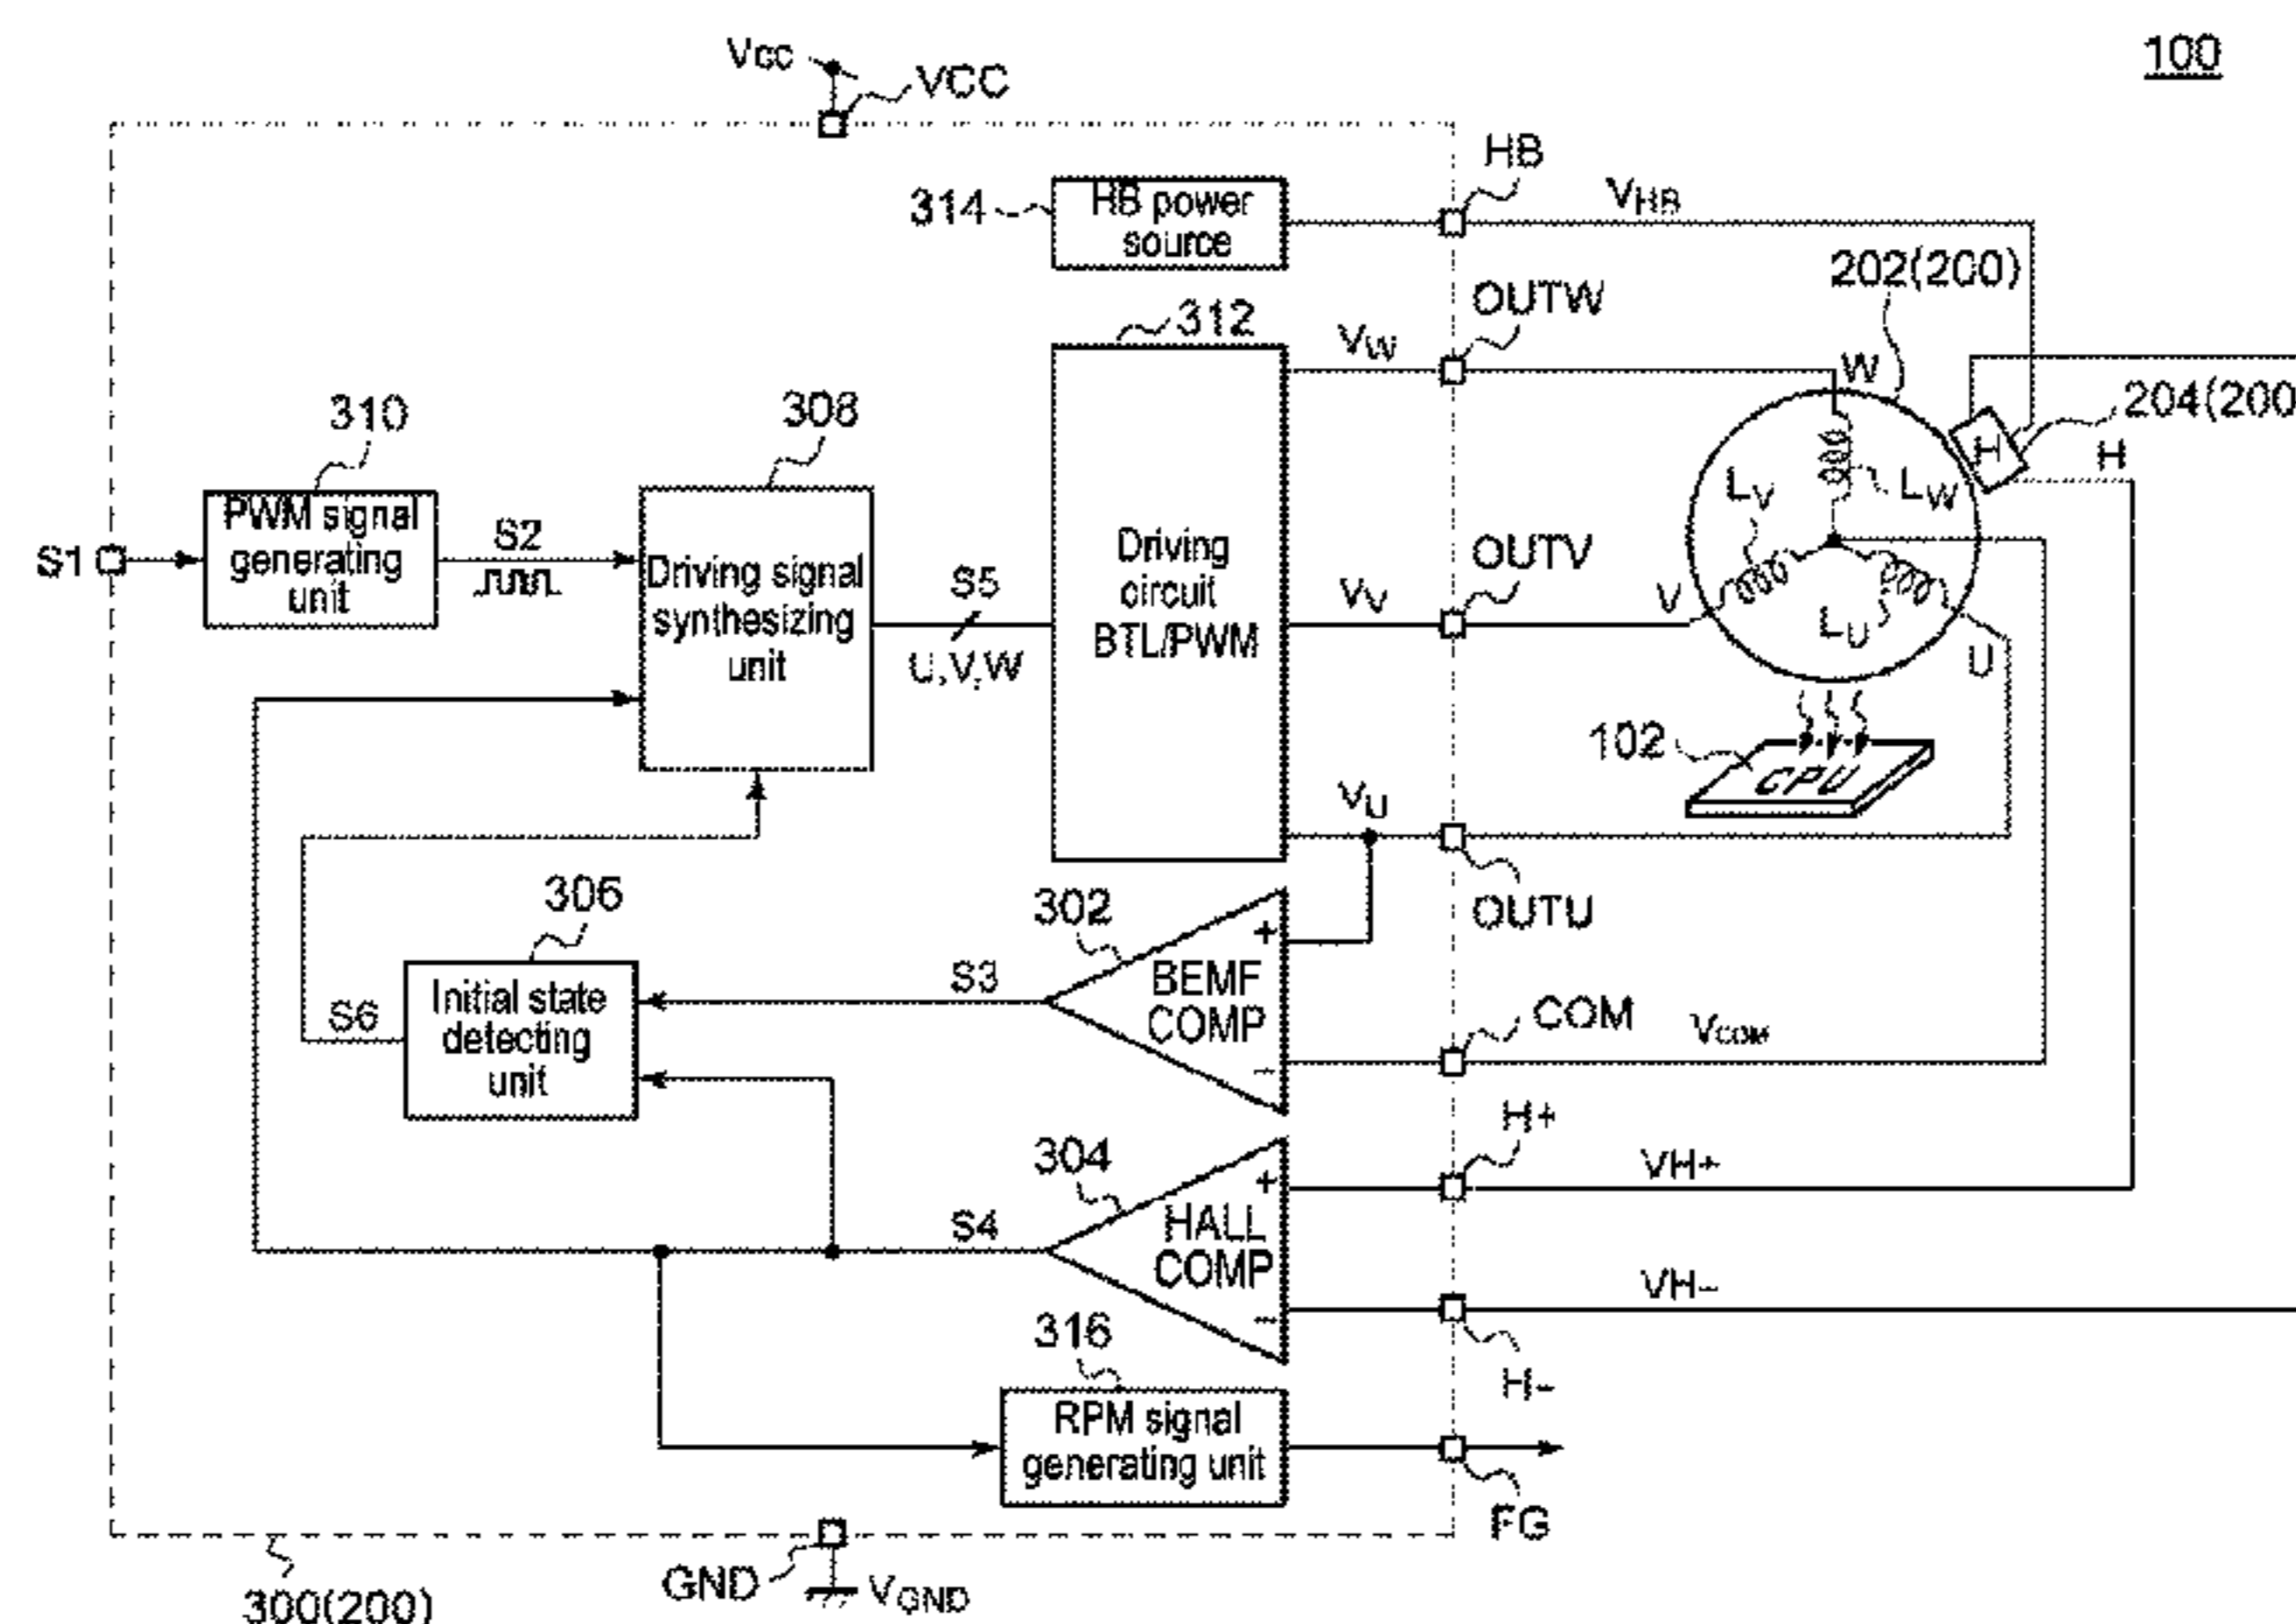 100
VCC
VCC
HB
VHB
314
HB power
source
202(200)
OUTW
312
VW
W
204(200
H
H
310
308
LV
LW
PWM signal
generating
unit
S1
S2
Driving signal
synthesizing
unit
S5
U,V,W
Driving
circuit
BTL/PWM
OUTV
VV
V
LU
U
102
CPU
VU
OUTU
306
302
Initial state
detecting
unit
S6
S3
BEMF
COMP
+
−
COM
VCOM
H+
304
VH+
S4
HALL
COMP
+
−
VH−
H−
316
RPM signal
generating unit
FG
GND
VGND
300(200)